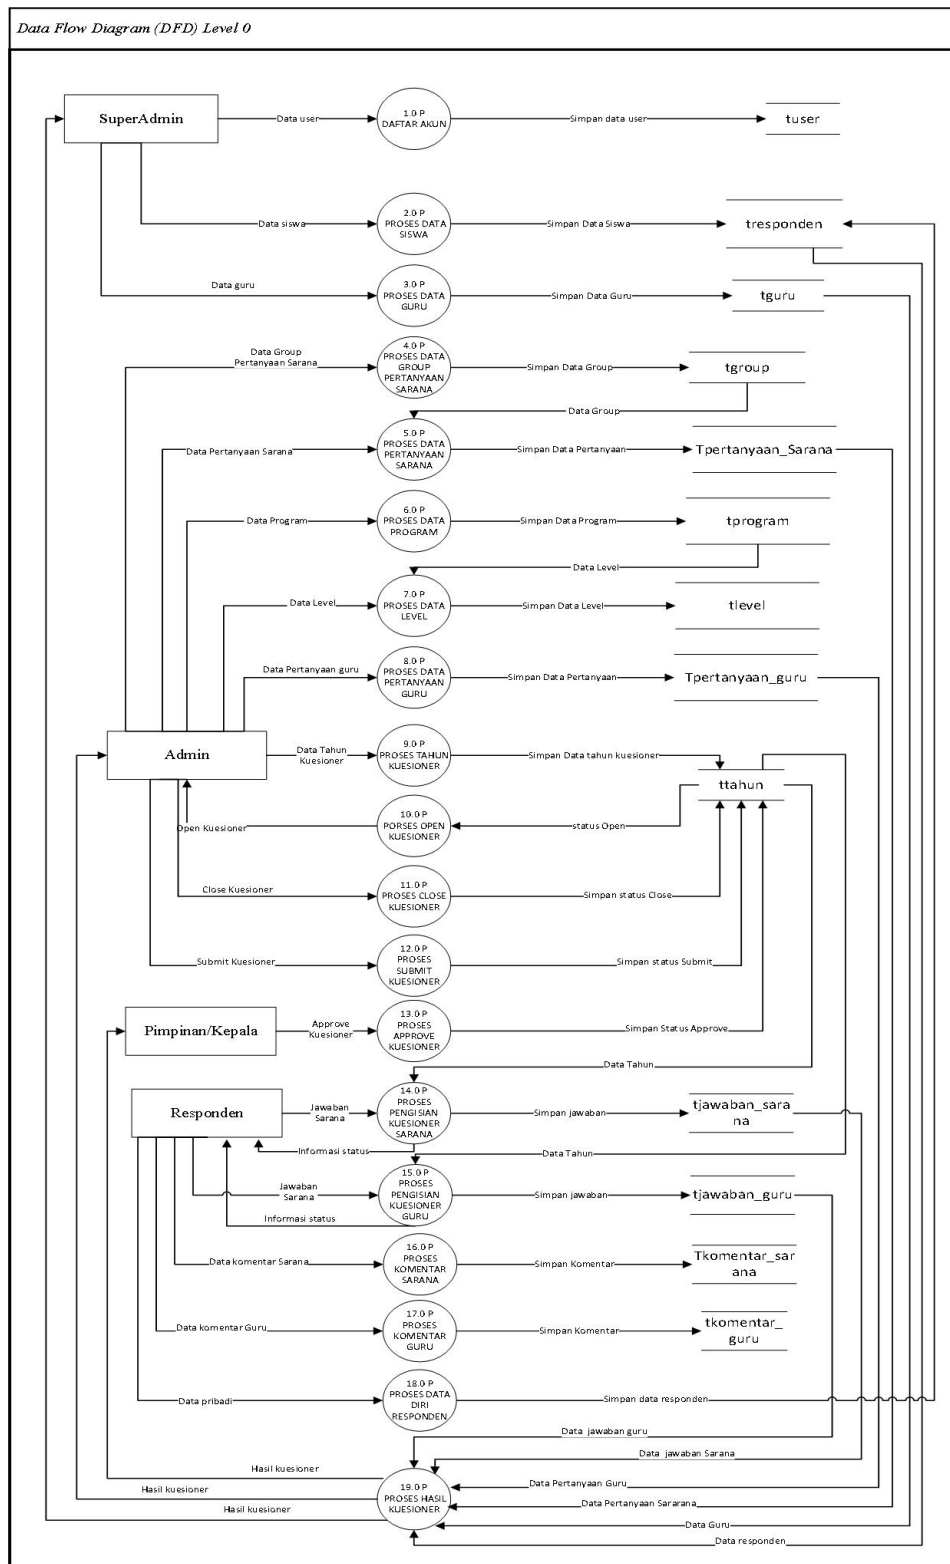 Data Flow Diagram (DFD) Level 0
SuperAdmin
Data user
1.0 P
DAFTAR AKUN
Simpan data user
tuser
Data siswa
2.0 P
PROSES DATA
SISWA
Simpan Data Siswa
tresponden
Data guru
3.0 P
PROSES DATA
GURU
Simpan Data Guru
tguru
Data Group
Pertanyaan Sarana
4.0 P
PROSES DATA
GROUP
PERTANYAAN
SARANA
Simpan Data Group
tgroup
Data Group
Data Pertanyaan Sarana
5.0 P
PROSES DATA
PERTANYAAN
SARANA
Simpan Data Pertanyaan
Tpertanyaan_Sarana
Data Program
6.0 P
PROSES DATA
PROGRAM
Simpan Data Program
tprogram
Data Level
Data Level
7.0 P
PROSES DATA
LEVEL
Simpan Data Level
tlevel
Data Pertanyaan guru
8.0 P
PROSES DATA
PERTANYAAN
GURU
Simpan Data Pertanyaan
Tpertanyaan_guru
Admin
Data Tahun
Kuesioner
9.0 P
PROSES TAHUN
KUESIONER
Simpan Data tahun kuesioner
ttahun
Open Kuesioner
10.0 P
PORSES OPEN
KUESIONER
status Open
Close Kuesioner
11.0 P
PROSES CLOSE
KUESIONER
Simpan status Close
Submit Kuesioner
12.0 P
PROSES
SUBMIT
KUESIONER
Simpan status Submit
Pimpinan/Kepala
Approve
Kuesioner
13.0 P
PROSES
APPROVE
KUESIONER
Simpan Status Approve
Data Tahun
Responden
Jawaban
Sarana
14.0 P
PROSES
PENGISIAN
KUESIONER
SARANA
Simpan jawaban
tjawaban_sara
na
Informasi status
Data Tahun
Jawaban
Sarana
15.0 P
PROSES
PENGISIAN
KUESIONER
GURU
Simpan jawaban
tjawaban_guru
Informasi status
Data komentar Sarana
16.0 P
PROSES
KOMENTAR
SARANA
Simpan Komentar
Tkomentar_sar
ana
Data komentar Guru
17.0 P
PROSES
KOMENTAR
GURU
Simpan Komentar
tkomentar_
guru
Data pribadi
18.0 P
PROSES DATA
DIRI
RESPONDEN
Simpan data responden
Data jawaban guru
Data jawaban Sarana
Hasil kuesioner
Hasil kuesioner
Hasil kuesioner
19.0 P
PROSES HASIL
KUESIONER
Data Pertanyaan Guru
Data Pertanyaan Sararana
Data Guru
Data responden